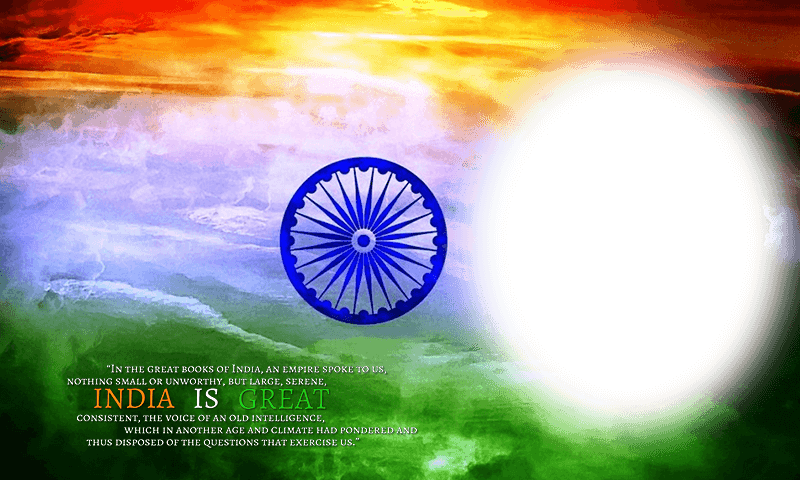 "In the great books of India, an empire spoke to us,
nothing small or unworthy, but large, serene,
INDIA IS GREAT
consistent, the voice of an old intelligence,
which in another age and climate had pondered and
thus disposed of the questions that exercise us."